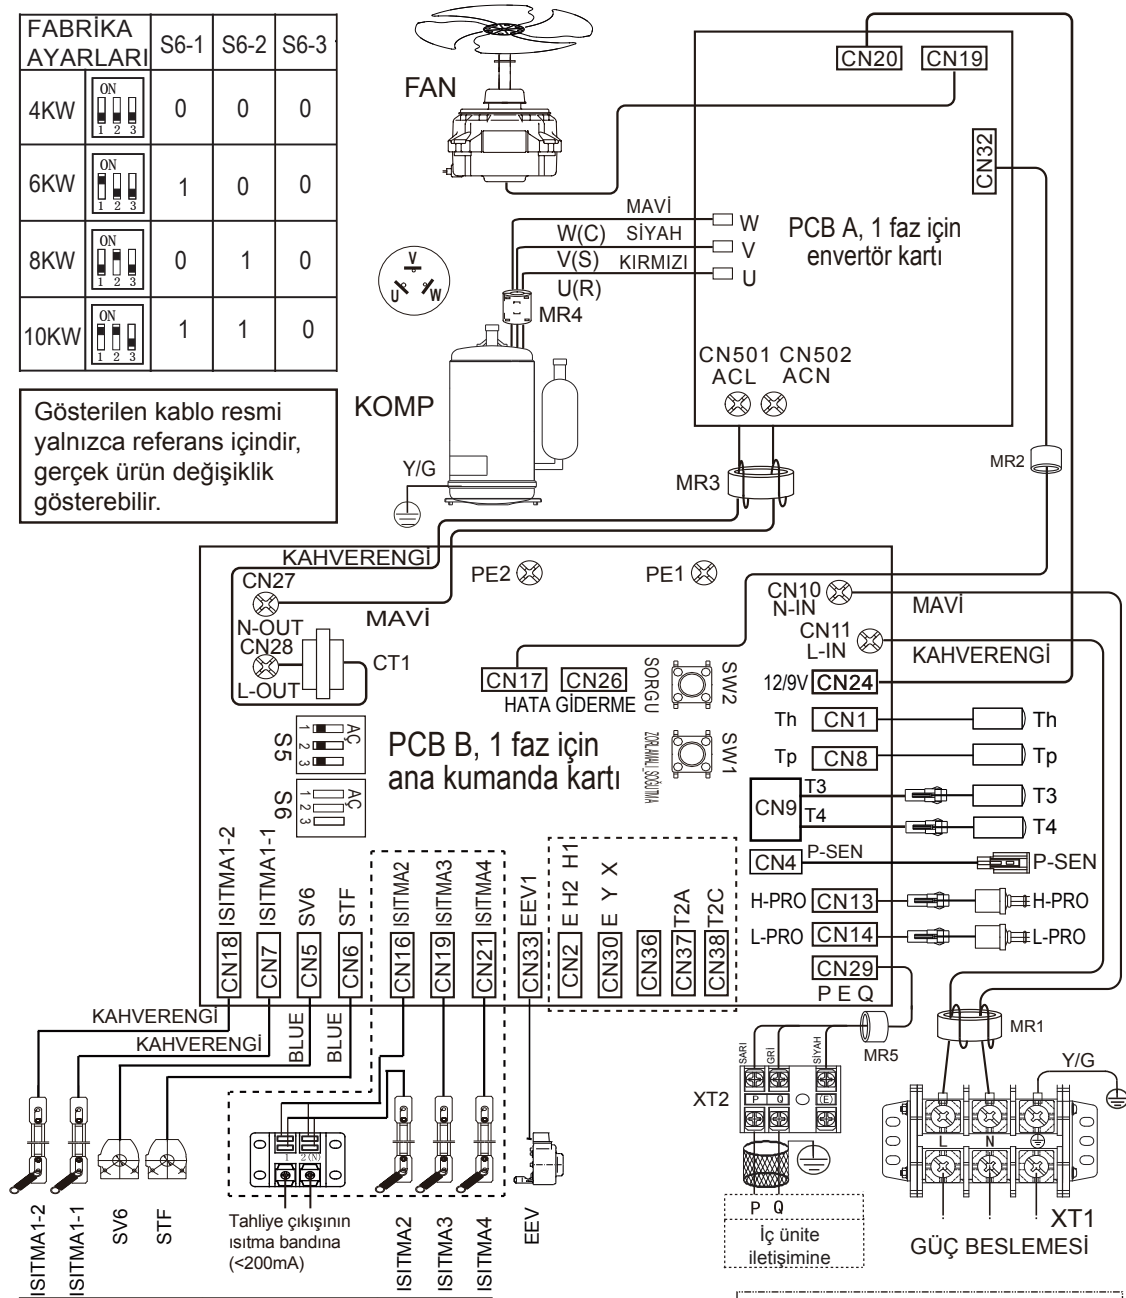 FABRİKA
AYARLARI
S6-1
S6-2
S6-3
4KW
ON
1 2 3
0
0
0
6KW
ON
1 2 3
1
0
0
8KW
ON
1 2 3
0
1
0
10KW
ON
1 2 3
1
1
0
Gösterilen kablo resmi
yalnızca referans içindir,
gerçek ürün değişiklik
gösterebilir.
FAN
CN20
CN19
CN32
MAVİ
W
W(C)
SİYAH
V
V(S)
KIRMIZI
U
U(R)
PCB A, 1 faz için
envertör kartı
V
U
W
MR4
KOMP
Y/G
CN501
ACL
CN502
ACN
MR3
MR2
KAHVERENGİ
CN27
N-OUT
MAVİ
CN28
L-OUT
CT1
PE2
PE1
CN10
N-IN
MAVİ
CN11
L-IN
KAHVERENGİ
CN17
CN26
HATA GİDERME
SORGU
SW2
ZORLAMALI_SOĞUTMA
SW1
12/9V
CN24
Th
CN1
Th
Tp
CN8
Tp
CN9
T3
T3
T4
T4
CN4
P-SEN
P-SEN
H-PRO
CN13
H-PRO
L-PRO
CN14
L-PRO
CN29
P E Q
S5
1 2 3
AÇ
S6
1 2 3
AÇ
PCB B, 1 faz için
ana kumanda kartı
ISITMA1-2
CN18
ISITMA1-1
CN7
SV6
CN5
STF
CN6
ISITMA2
CN16
ISITMA3
CN19
ISITMA4
CN21
EEV1
CN33
E H2 H1
CN2
E Y X
CN30
CN36
T2A
CN37
T2C
CN38
KAHVERENGİ
KAHVERENGİ
BLUE
BLUE
1
2(N)
Tahliye çıkışının
ısıtma bandına
(<200mA)
ISITMA1-2
ISITMA1-1
SV6
STF
ISITMA2
ISITMA3
ISITMA4
EEV
SARI
GRİ
SİYAH
MR5
XT2
P
Q
(E)
P Q
İç ünite
iletişimine
MR1
Y/G
L
N
XT1
GÜÇ BESLEMESİ